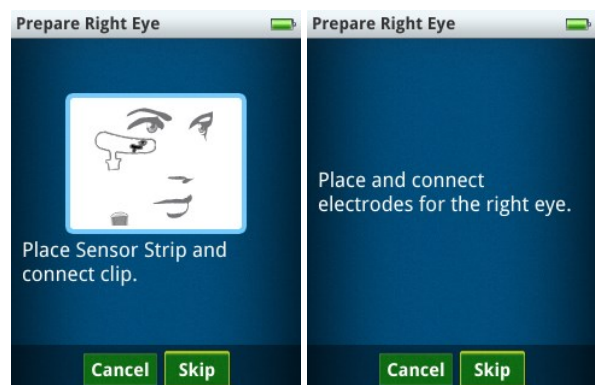 Prepare Right Eye
Place Sensor Strip and
connect clip.
Cancel Skip
Prepare Right Eye
Place and connect
electrodes for the right eye.
Cancel Skip